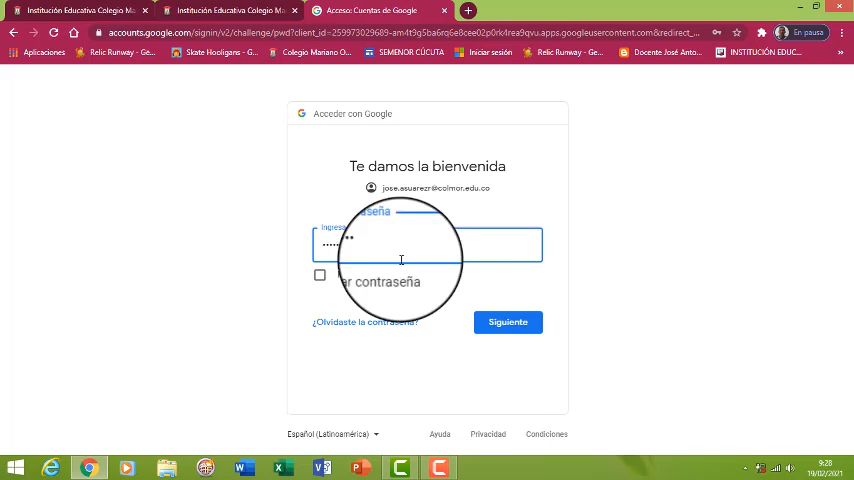 Institución Educativa Colegio Ma
Institución Educativa Colegio Ma
Acceso: Cuentas de Google
accounts.google.com/signin/v2/challenge/pwd?client_id=259973029689-am4t9g5ba6rq6e8cee02p0rk4rea9qvu.apps.googleusercontent.com&redirect_...
En pausa
Aplicaciones
Relic Runway - Ge...
Skate Hooligans - G...
Colegio Mariano O...
SEMENOR CÚCUTA
Iniciar sesión
Relic Runway - Ge...
Docente José Anto...
INSTITUCIÓN EDUC...
Acceder con Google
Te damos la bienvenida
jose.asuarezr@colmor.edu.co
aseña
Ingresa
ar contraseña
¿Olvidaste la contraseña?
Siguiente
Español (Latinoamérica)
Ayuda
Privacidad
Condiciones
9:28
19/02/2021